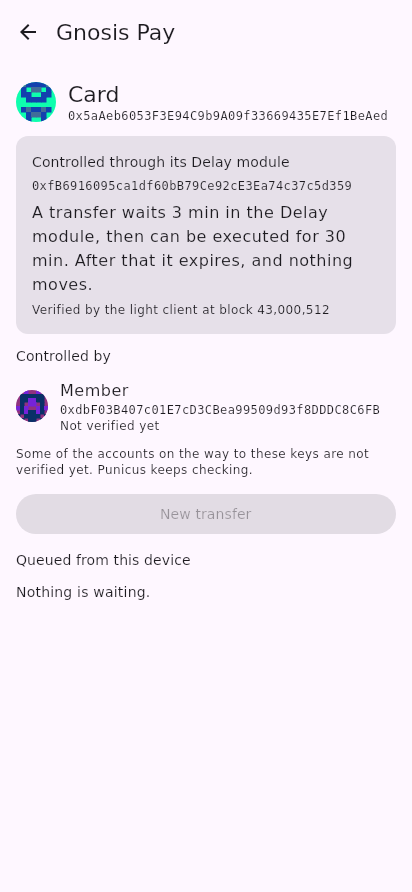 Gnosis Pay
Card
0x5aAeb6053F3E94C9b9A09f33669435E7Ef1BeAed
Controlled through its Delay module
0xfB6916095ca1df60bB79Ce92cE3Ea74c37c5d359
A transfer waits 3 min in the Delay
module, then can be executed for 30
min. After that it expires, and nothing
moves.
Verified by the light client at block 43,000,512
Controlled by
Member
0xdbF03B407c01E7cD3CBea99509d93f8DDDC8C6FB
Not verified yet
Some of the accounts on the way to these keys are not
verified yet. Punicus keeps checking.
New transfer
Queued from this device
Nothing is waiting.